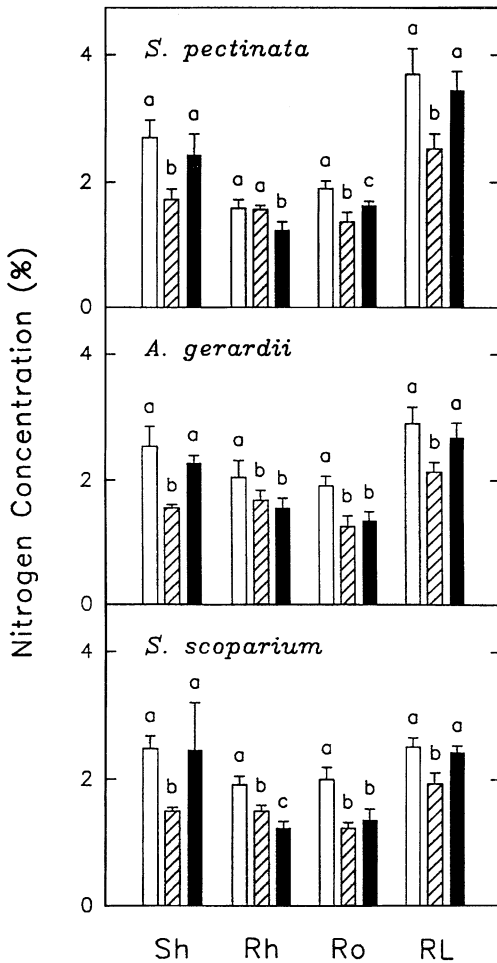 Nitrogen Concentration (%)
S. pectinata
4
2
0
a b a
a a b
a b c
a b a
A. gerardii
4
2
0
a b a
a b b
a b b
a b a
S. scoparium
4
2
0
a b a
a b c
a b b
a b a
Sh Rh Ro RL